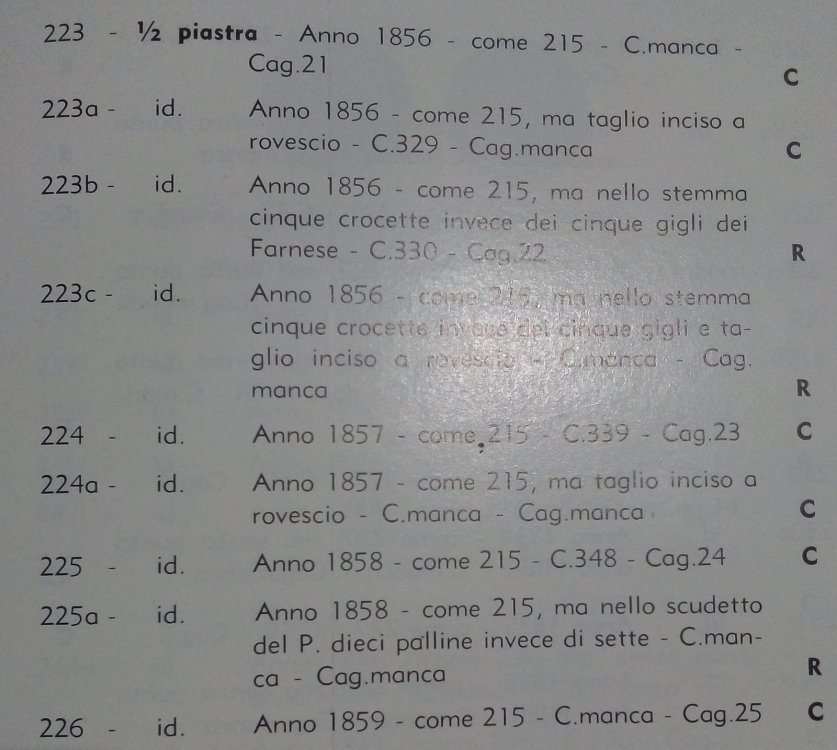 223 - ½ piastra - Anno 1856 - come 215 - C.manca -
Cag.21
C
223a - id. Anno 1856 - come 215, ma taglio inciso a
rovescio - C.329 - Cag.manca
C
223b - id. Anno 1856 - come 215, ma nello stemma
cinque crocette invece dei cinque gigli dei
Farnese - C.330 - Cag.22
R
223c - id. Anno 1856 - come 215, ma nello stemma
cinque crocette invece dei cinque gigli e ta-
glio inciso a rovescio - C.manca - Cag.
manca
R
224 - id. Anno 1857 - come 215 - C.339 - Cag.23 C
224a - id. Anno 1857 - come 215, ma taglio inciso a
rovescio - C.manca - Cag.manca C
225 - id. Anno 1858 - come 215 - C.348 - Cag.24 C
225a - id. Anno 1858 - come 215, ma nello scudetto
del P. dieci palline invece di sette - C.man-
ca - Cag.manca R
226 - id. Anno 1859 - come 215 - C.manca - Cag.25 C